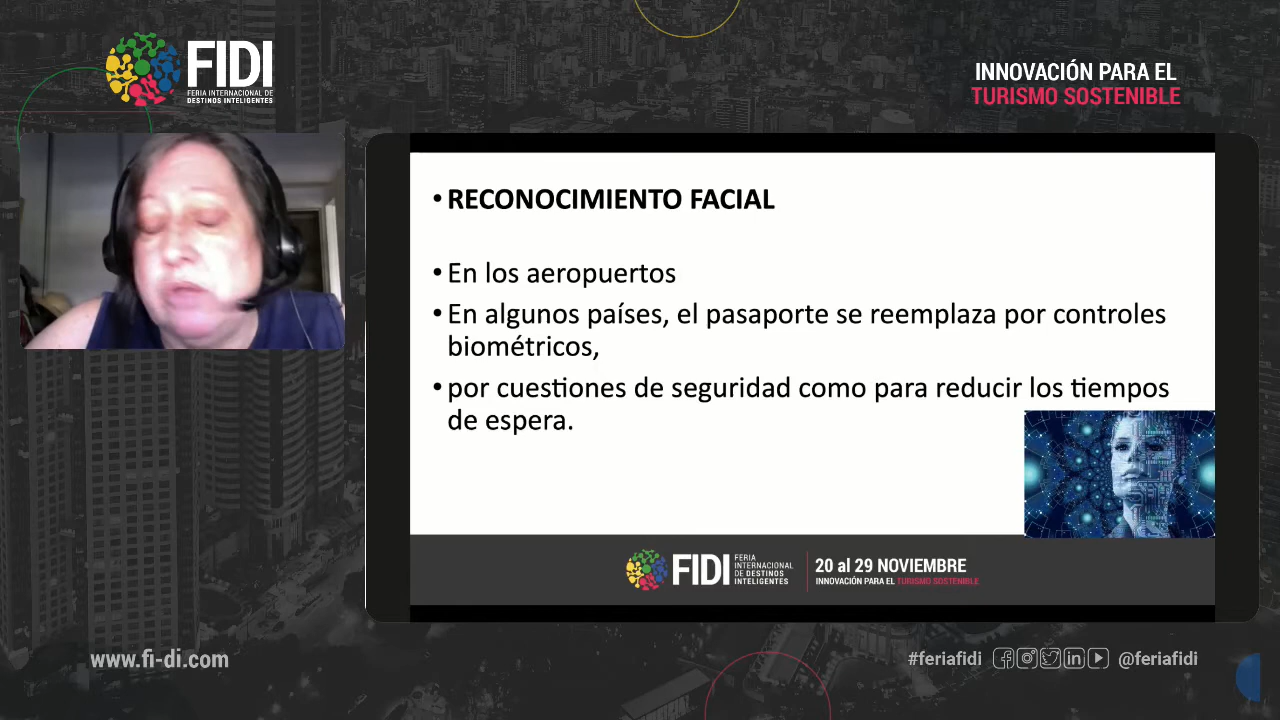 FIDI
FERIA INTERNACIONAL DE
DESTINOS INTELIGENTES
INNOVACIÓN PARA EL
TURISMO SOSTENIBLE
• RECONOCIMIENTO FACIAL
• En los aeropuertos
• En algunos países, el pasaporte se reemplaza por controles
biométricos,
• por cuestiones de seguridad como para reducir los tiempos
de espera.
FIDI
FERIA
INTERNACIONAL
DE DESTINOS
INTELIGENTES
20 al 29 NOVIEMBRE
INNOVACIÓN PARA EL TURISMO SOSTENIBLE
www.fi-di.com
#feriafidi
@feriafidi